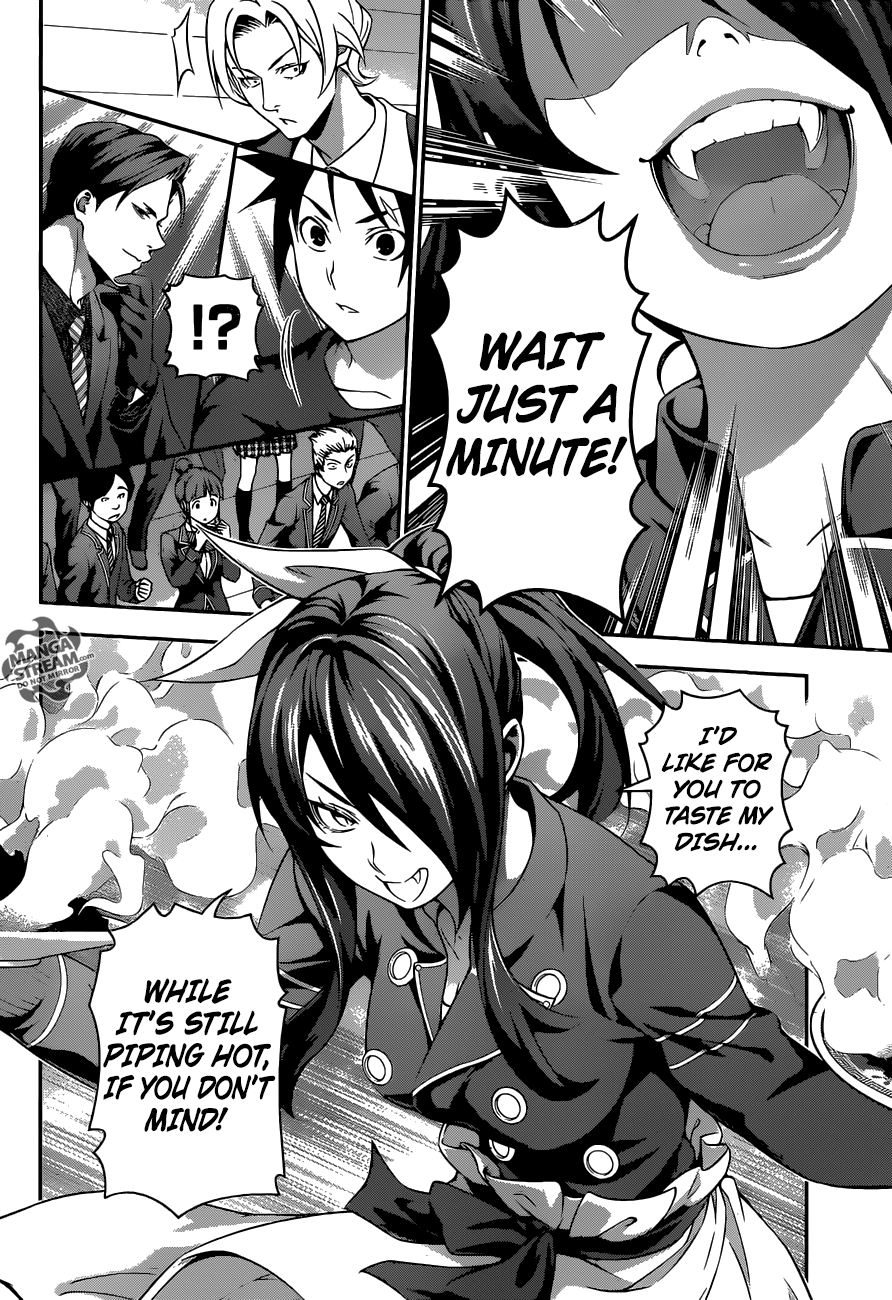 !?
WAIT
JUST A
MINUTE!
MANGA
STREAM.com
DO NOT MIRROR
I'D
LIKE FOR
YOU TO
TASTE MY
DISH...
WHILE
IT'S STILL
PIPING HOT,
IF YOU DON'T
MIND!